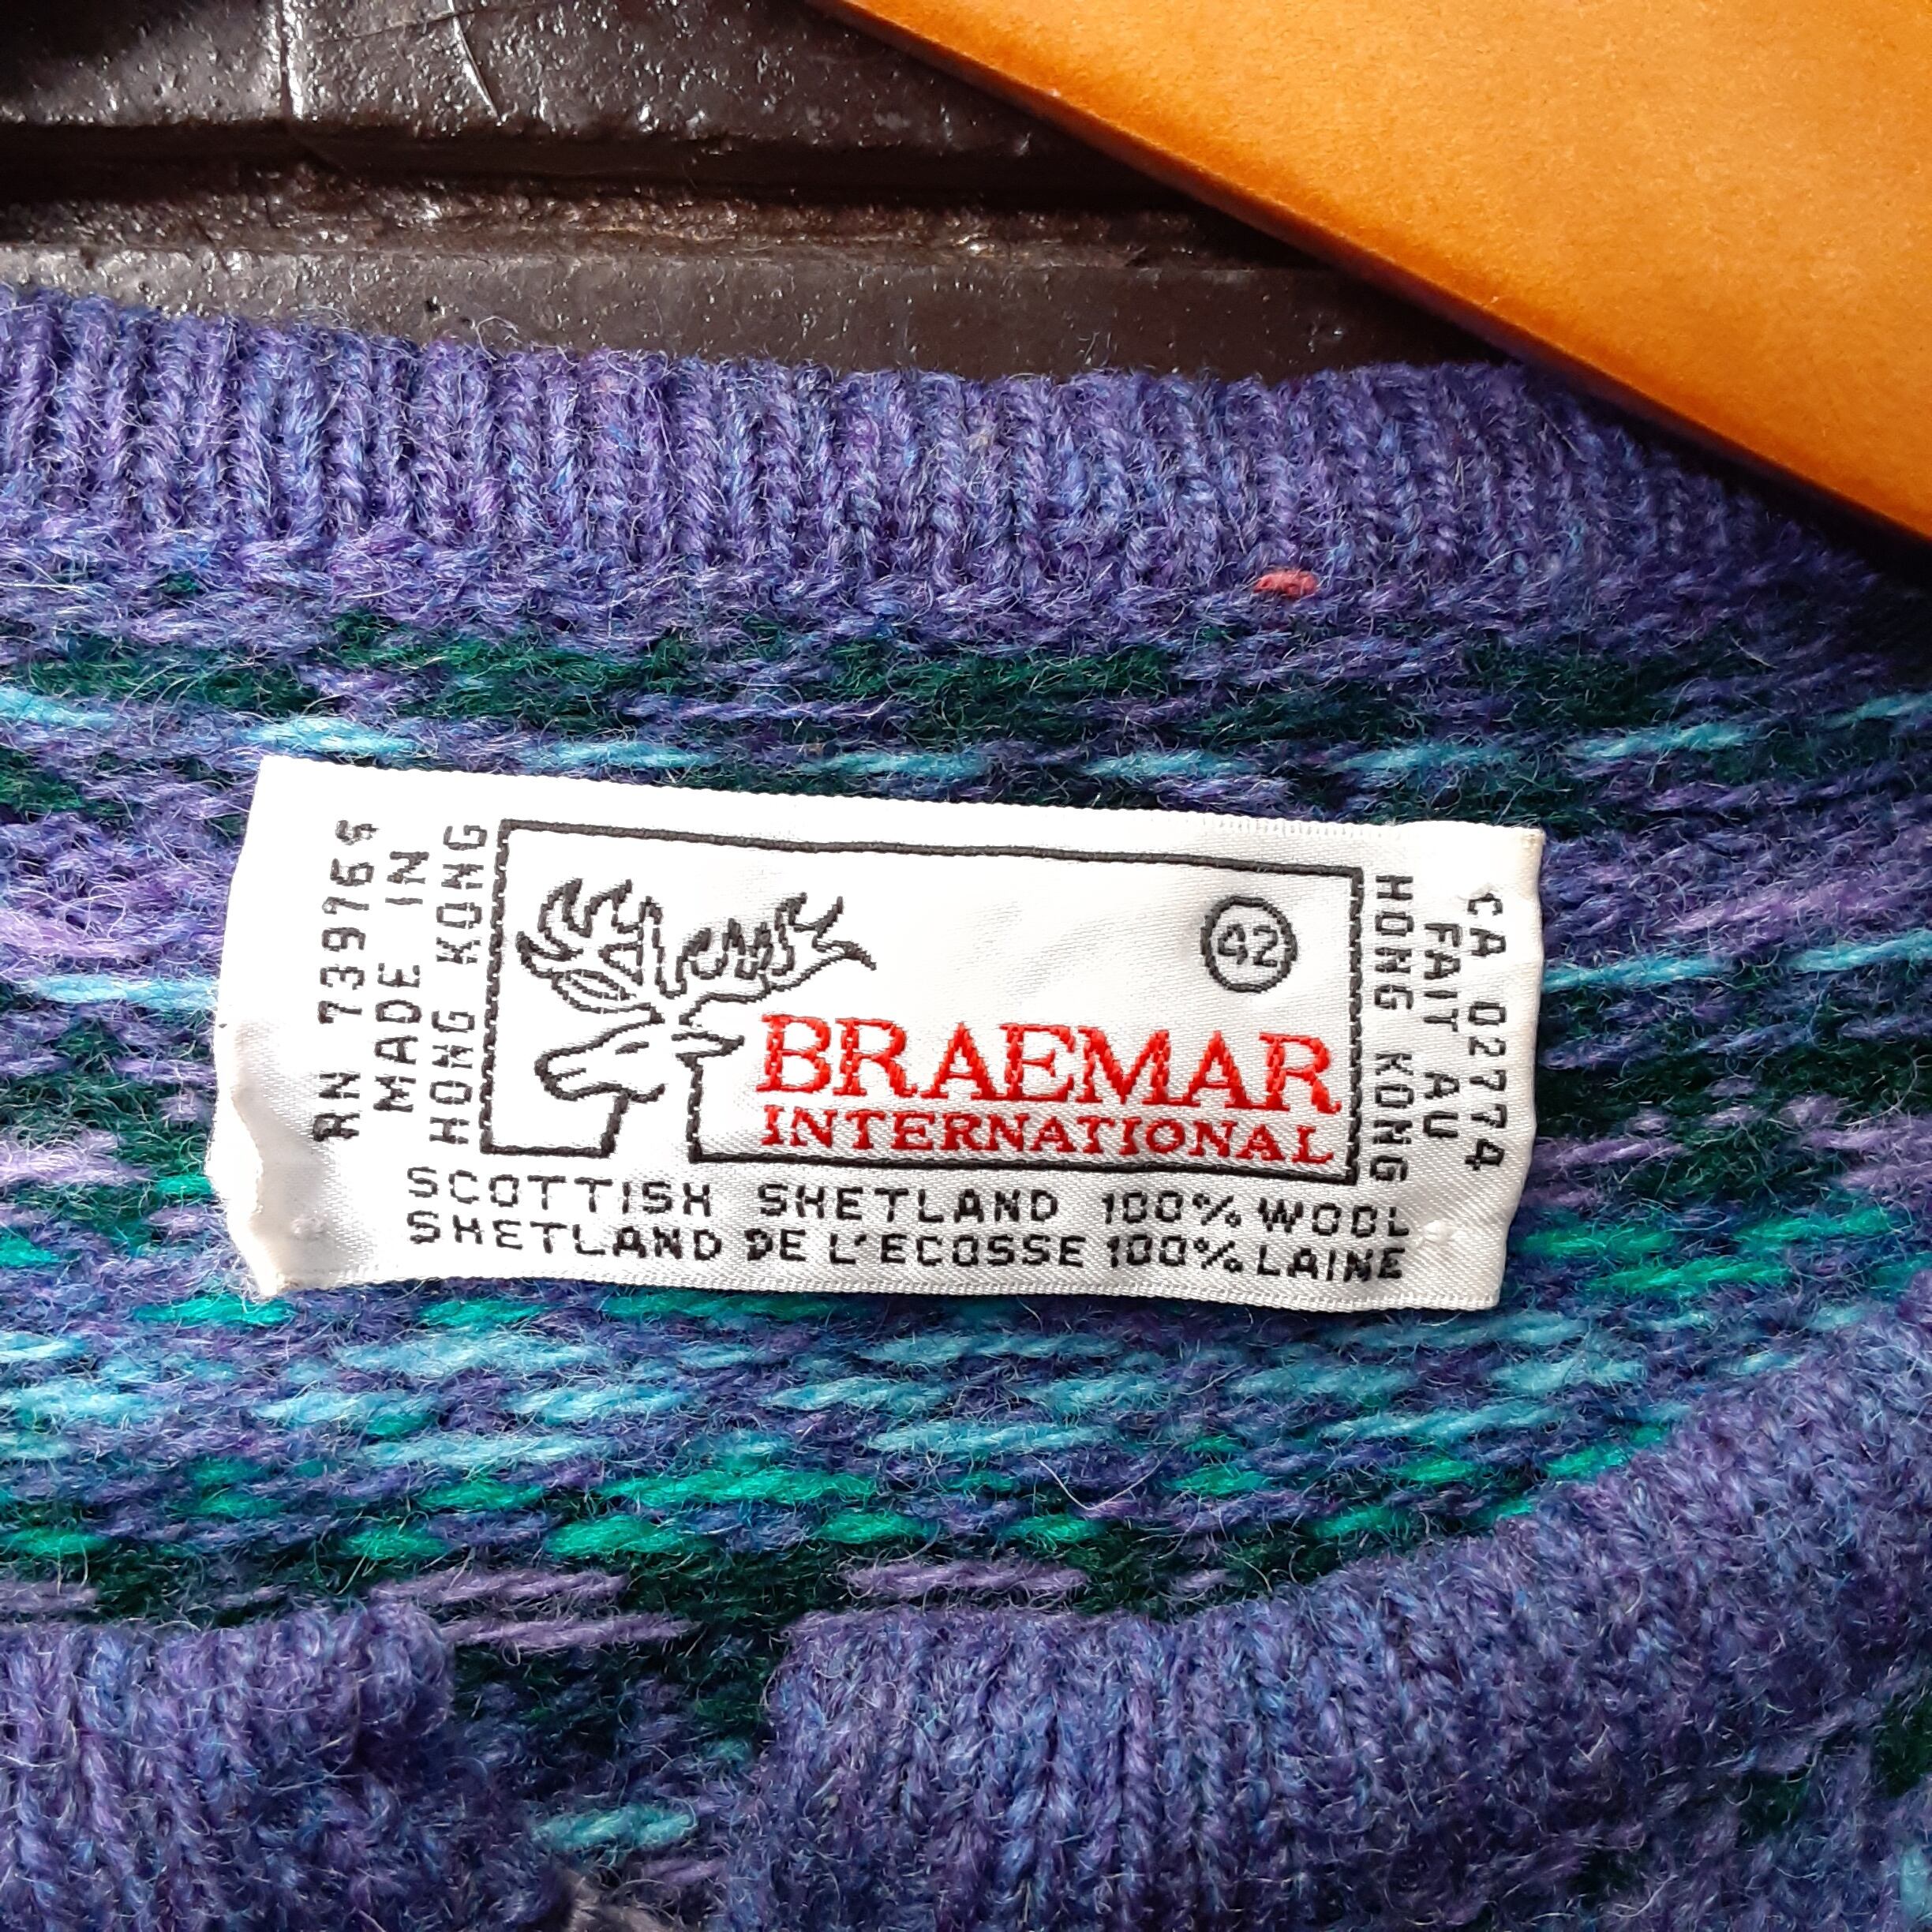 RN 73976
MADE IN
HONG KONG
42
BRAEMAR
INTERNATIONAL
SCOTTISH SHETLAND 100% WOOL
SHETLAND DE L'ECOSSE 100% LAINE
CA 02774
FAIT AU
HONG KONG